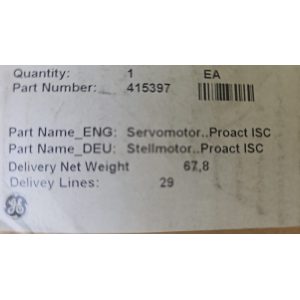 Quantity: 1 EA
Part Number: 415397
Part Name_ENG: Servomotor..Proact ISC
Part Name_DEU: Stellmotor..Proact ISC
Delivery Net Weight 67,8
Delivey Lines: 29